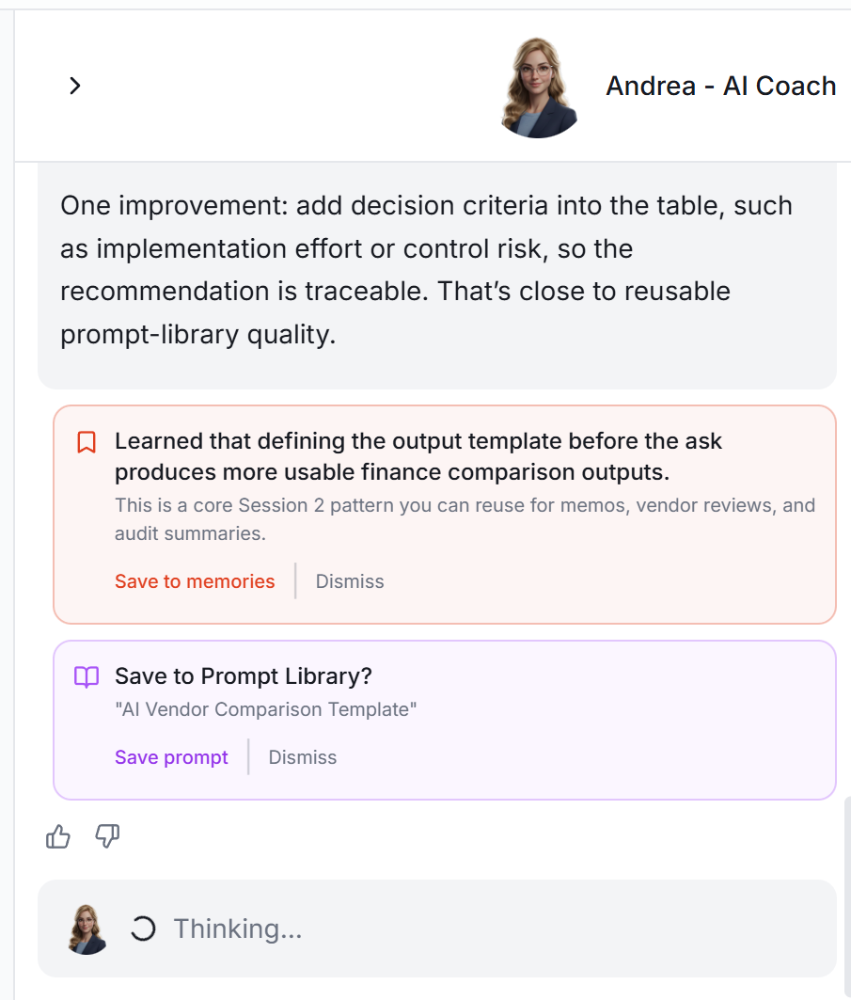 Andrea - AI Coach
One improvement: add decision criteria into the table, such
as implementation effort or control risk, so the
recommendation is traceable. That’s close to reusable
prompt-library quality.
Learned that defining the output template before the ask
produces more usable finance comparison outputs.
This is a core Session 2 pattern you can reuse for memos, vendor reviews, and
audit summaries.
Save to memories
Dismiss
Save to Prompt Library?
"AI Vendor Comparison Template"
Save prompt
Dismiss
Thinking...